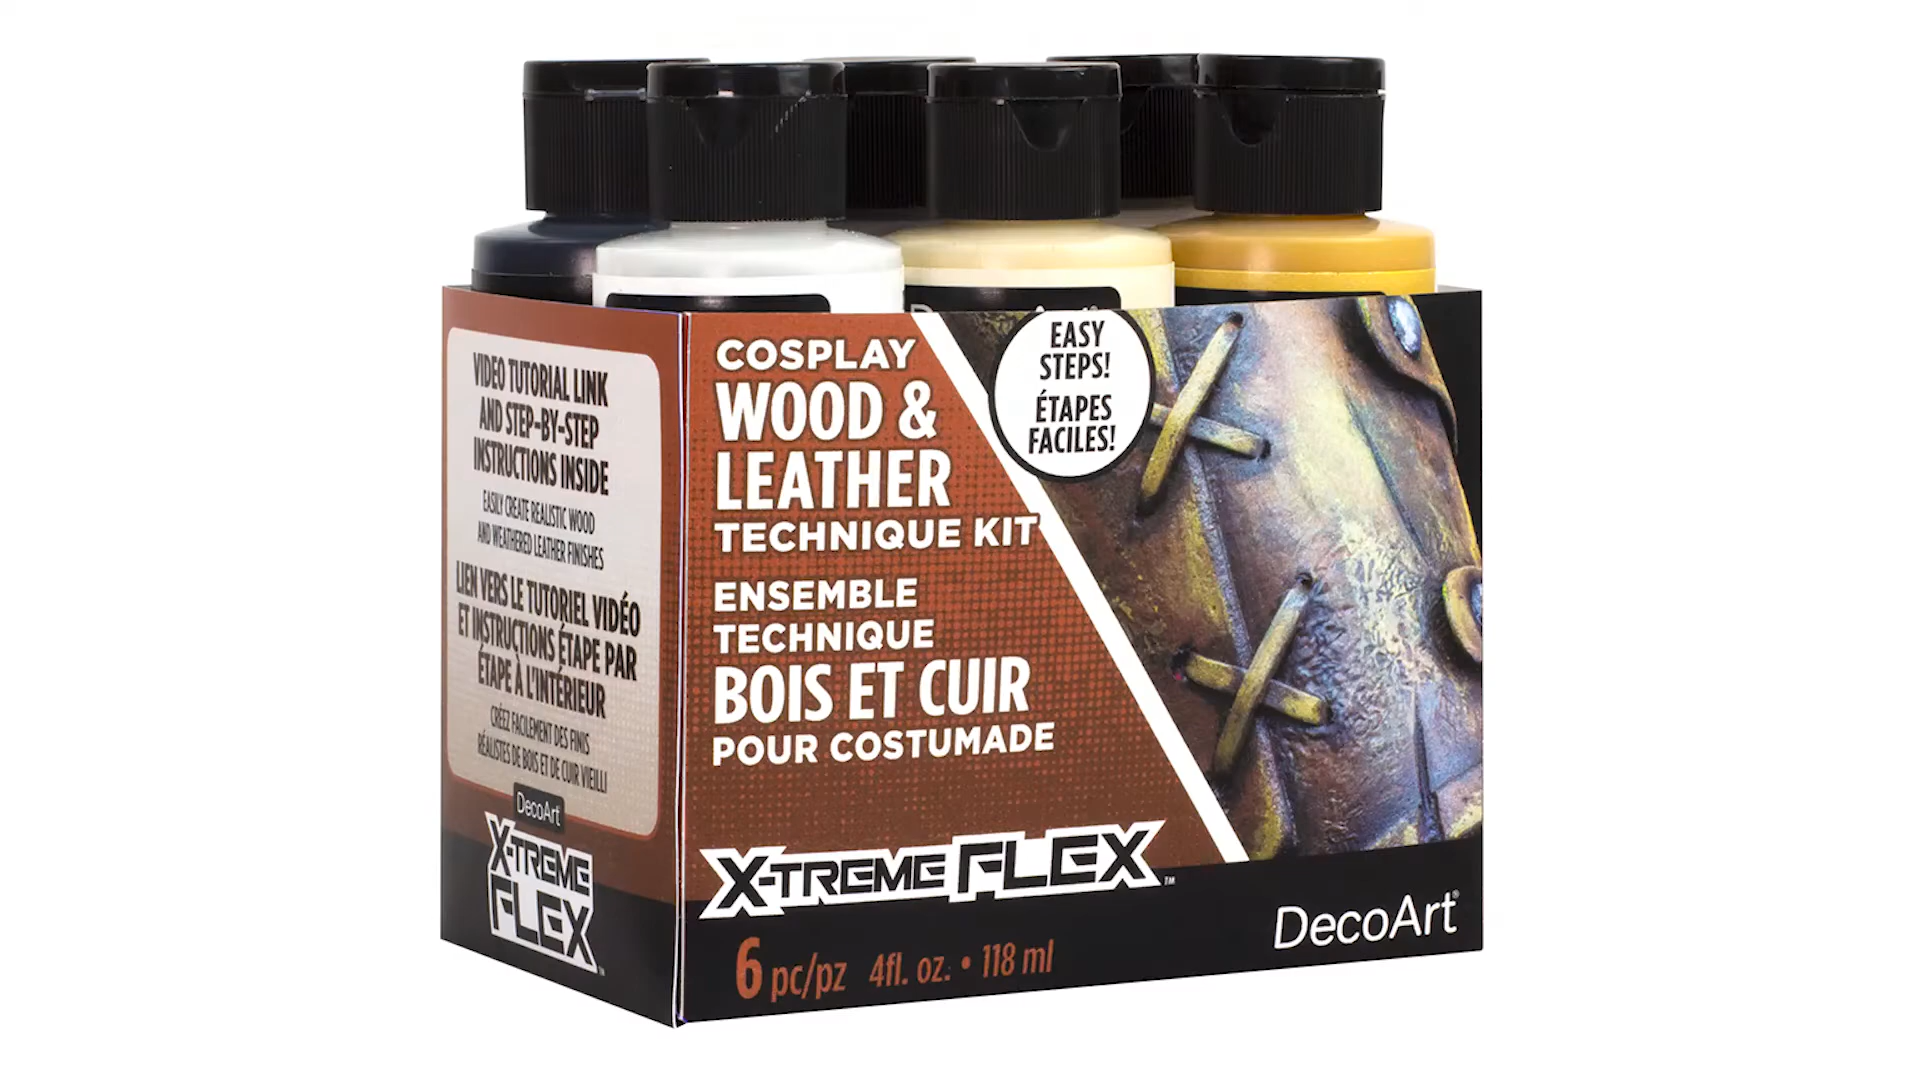 VIDEO TUTORIAL LINK
AND STEP-BY-STEP
INSTRUCTIONS INSIDE
EASILY CREATE REALISTIC WOOD
AND WEATHERED LEATHER FINISHES
LIEN VERS LE TUTORIEL VIDÉO
ET INSTRUCTIONS ÉTAPE PAR
ÉTAPE À L'INTÉRIEUR
CRÉEZ FACILEMENT DES FINIS
RÉALISTES DE BOIS ET DE CUIR VIEILLI
DecoArt
X-TREME
FLEX™
COSPLAY
WOOD &
LEATHER
TECHNIQUE KIT
ENSEMBLE
TECHNIQUE
BOIS ET CUIR
POUR COSTUMADE
EASY
STEPS!
ÉTAPES
FACILES!
X-TREME FLEX™
6 pc/pz 4fl. oz. • 118 ml
DecoArt®